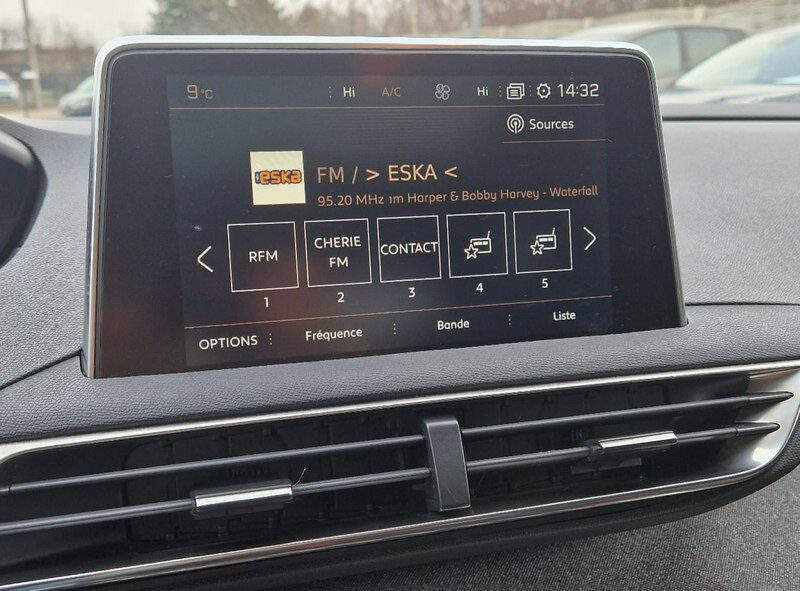 9°C Hi A/C Hi 14:32
Sources
ESKA
FM / > ESKA <
95.20 MHz ım Harper & Bobby Harvey - Waterfall
RFM
CHERIE
FM
CONTACT
1 2 3 4 5
OPTIONS Fréquence Bande Liste